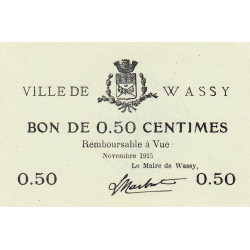 VILLE DE WASSY
BON DE 0.50 CENTIMES
Remboursable à Vue
Novembre 1915
Le Maire de Wassy,
0.50 0.50